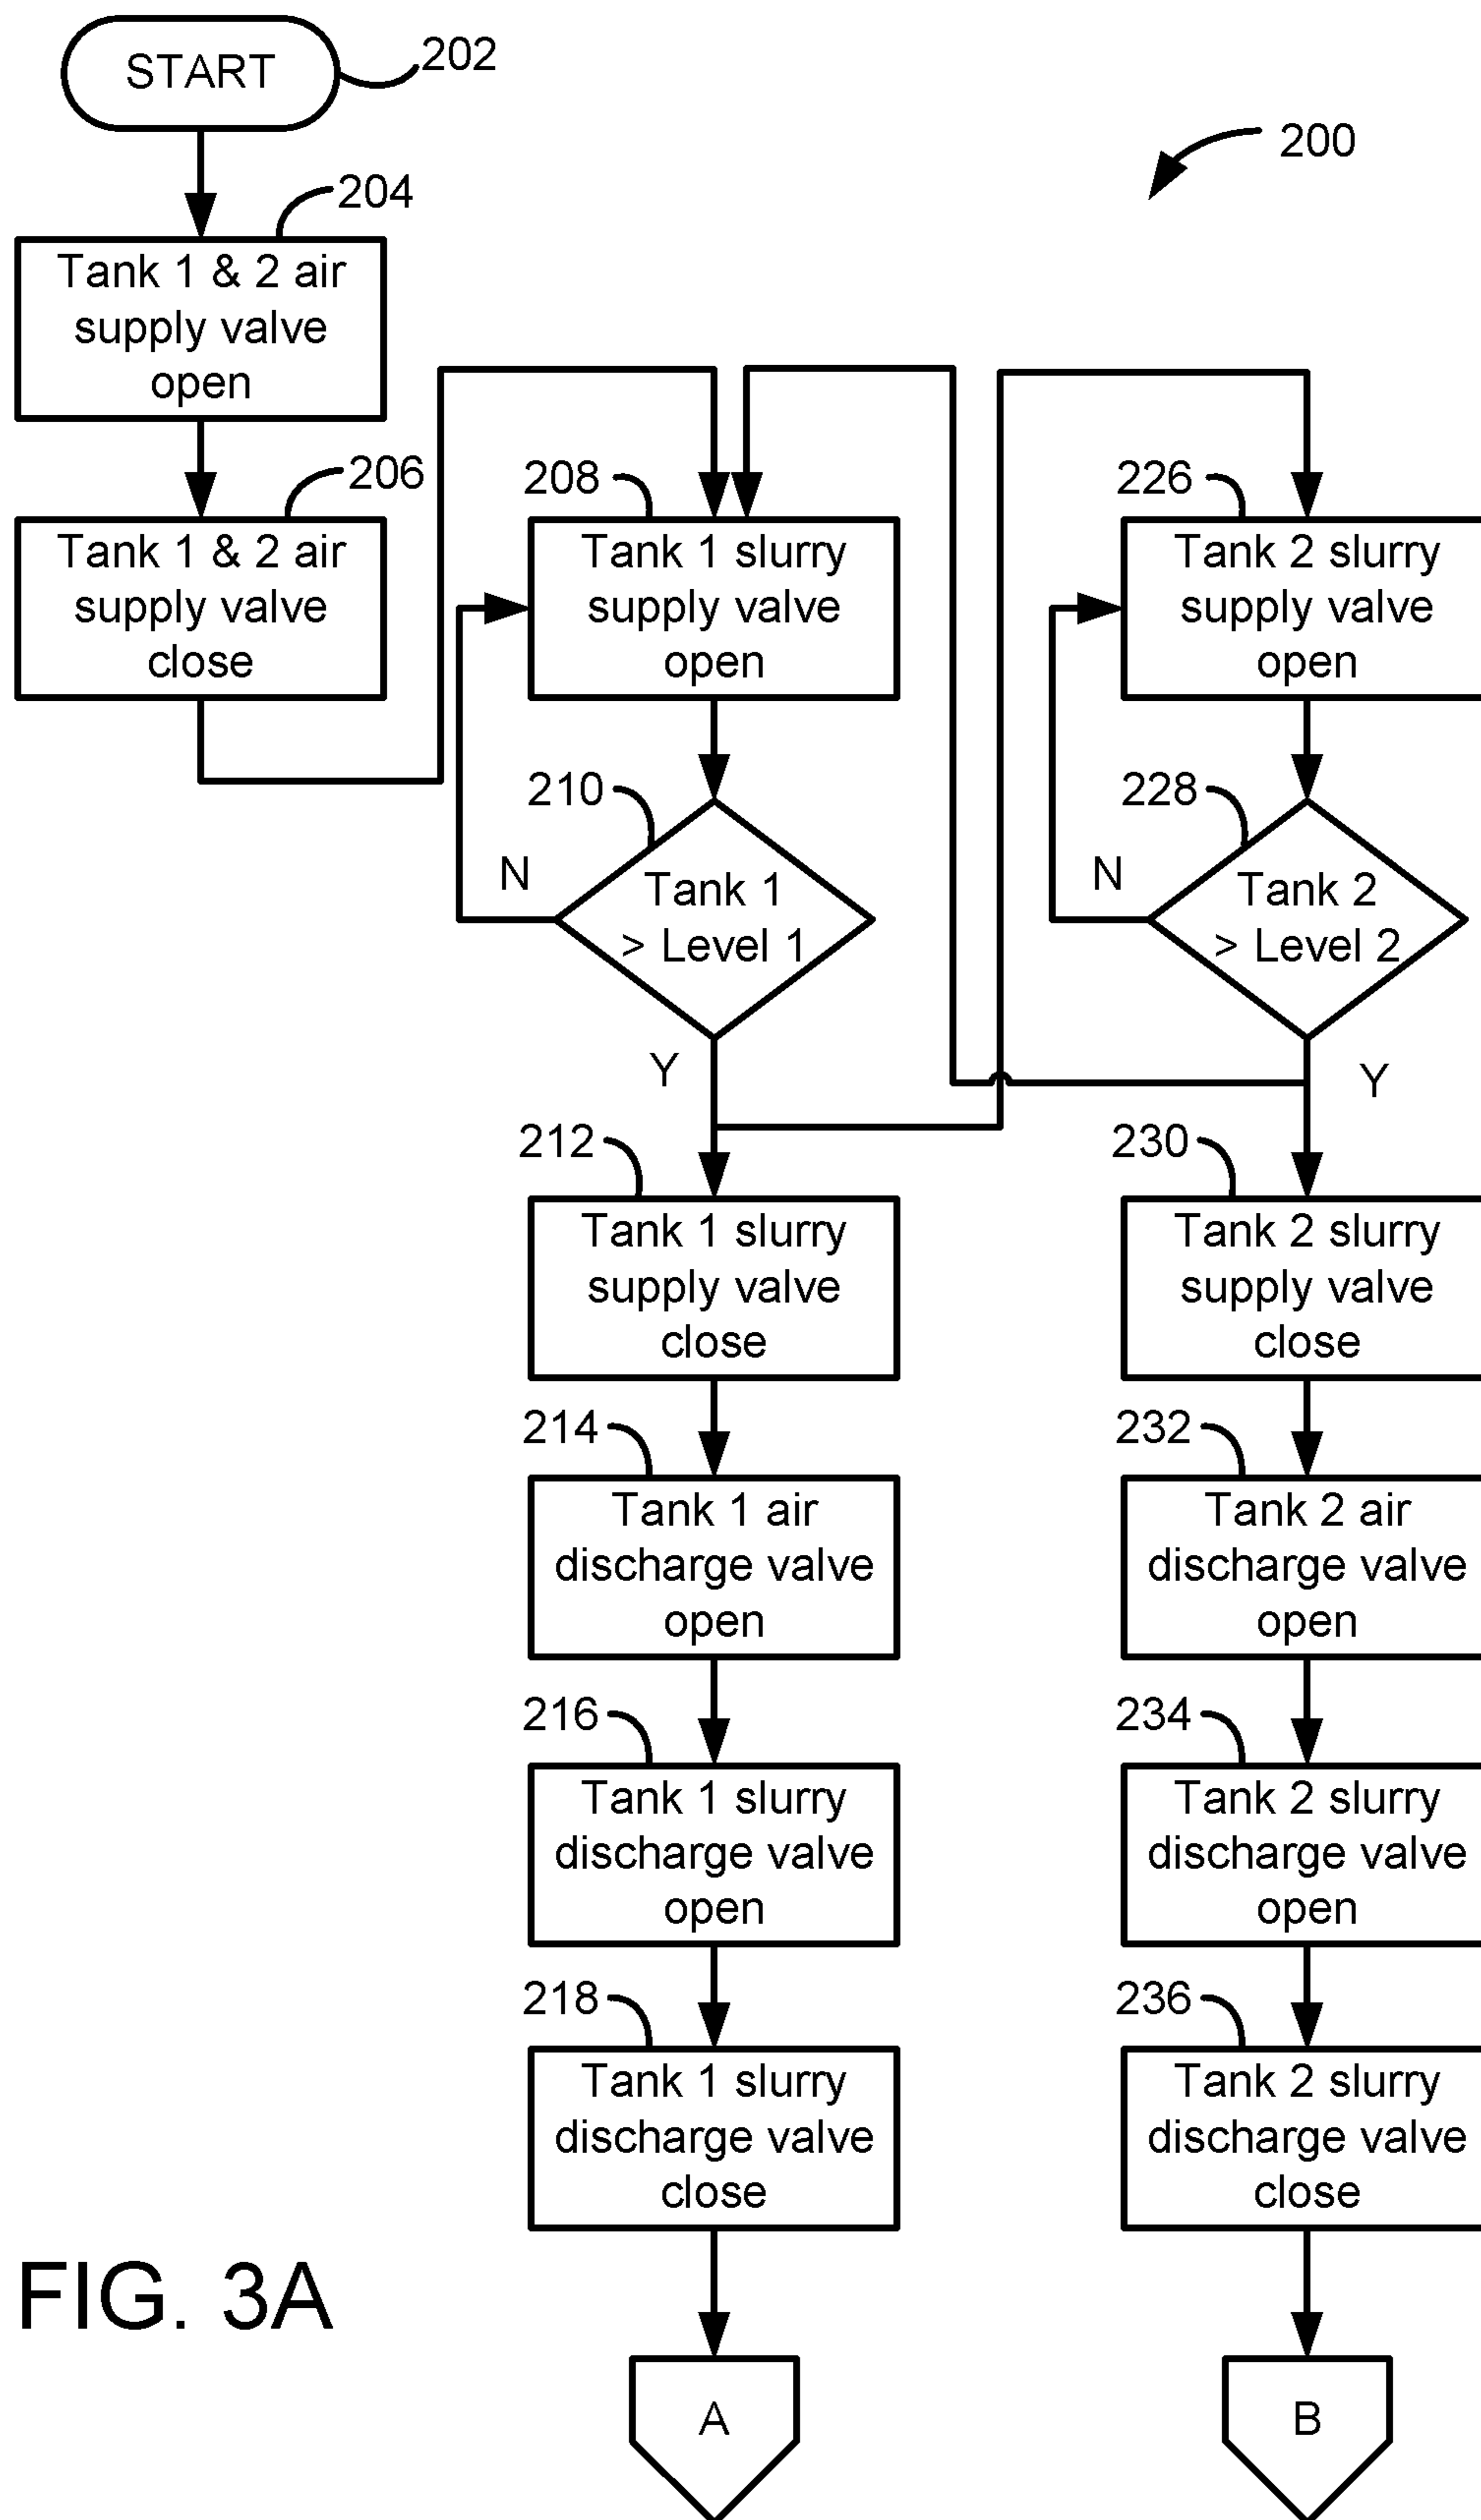 START
202
200
204
Tank 1 & 2 air
supply valve
open
206
Tank 1 & 2 air
supply valve
close
208
Tank 1 slurry
supply valve
open
210
Tank 1
> Level 1
N
Y
212
Tank 1 slurry
supply valve
close
214
Tank 1 air
discharge valve
open
216
Tank 1 slurry
discharge valve
open
218
Tank 1 slurry
discharge valve
close
A
226
Tank 2 slurry
supply valve
open
228
Tank 2
> Level 2
N
Y
230
Tank 2 slurry
supply valve
close
232
Tank 2 air
discharge valve
open
234
Tank 2 slurry
discharge valve
open
236
Tank 2 slurry
discharge valve
close
B
FIG. 3A